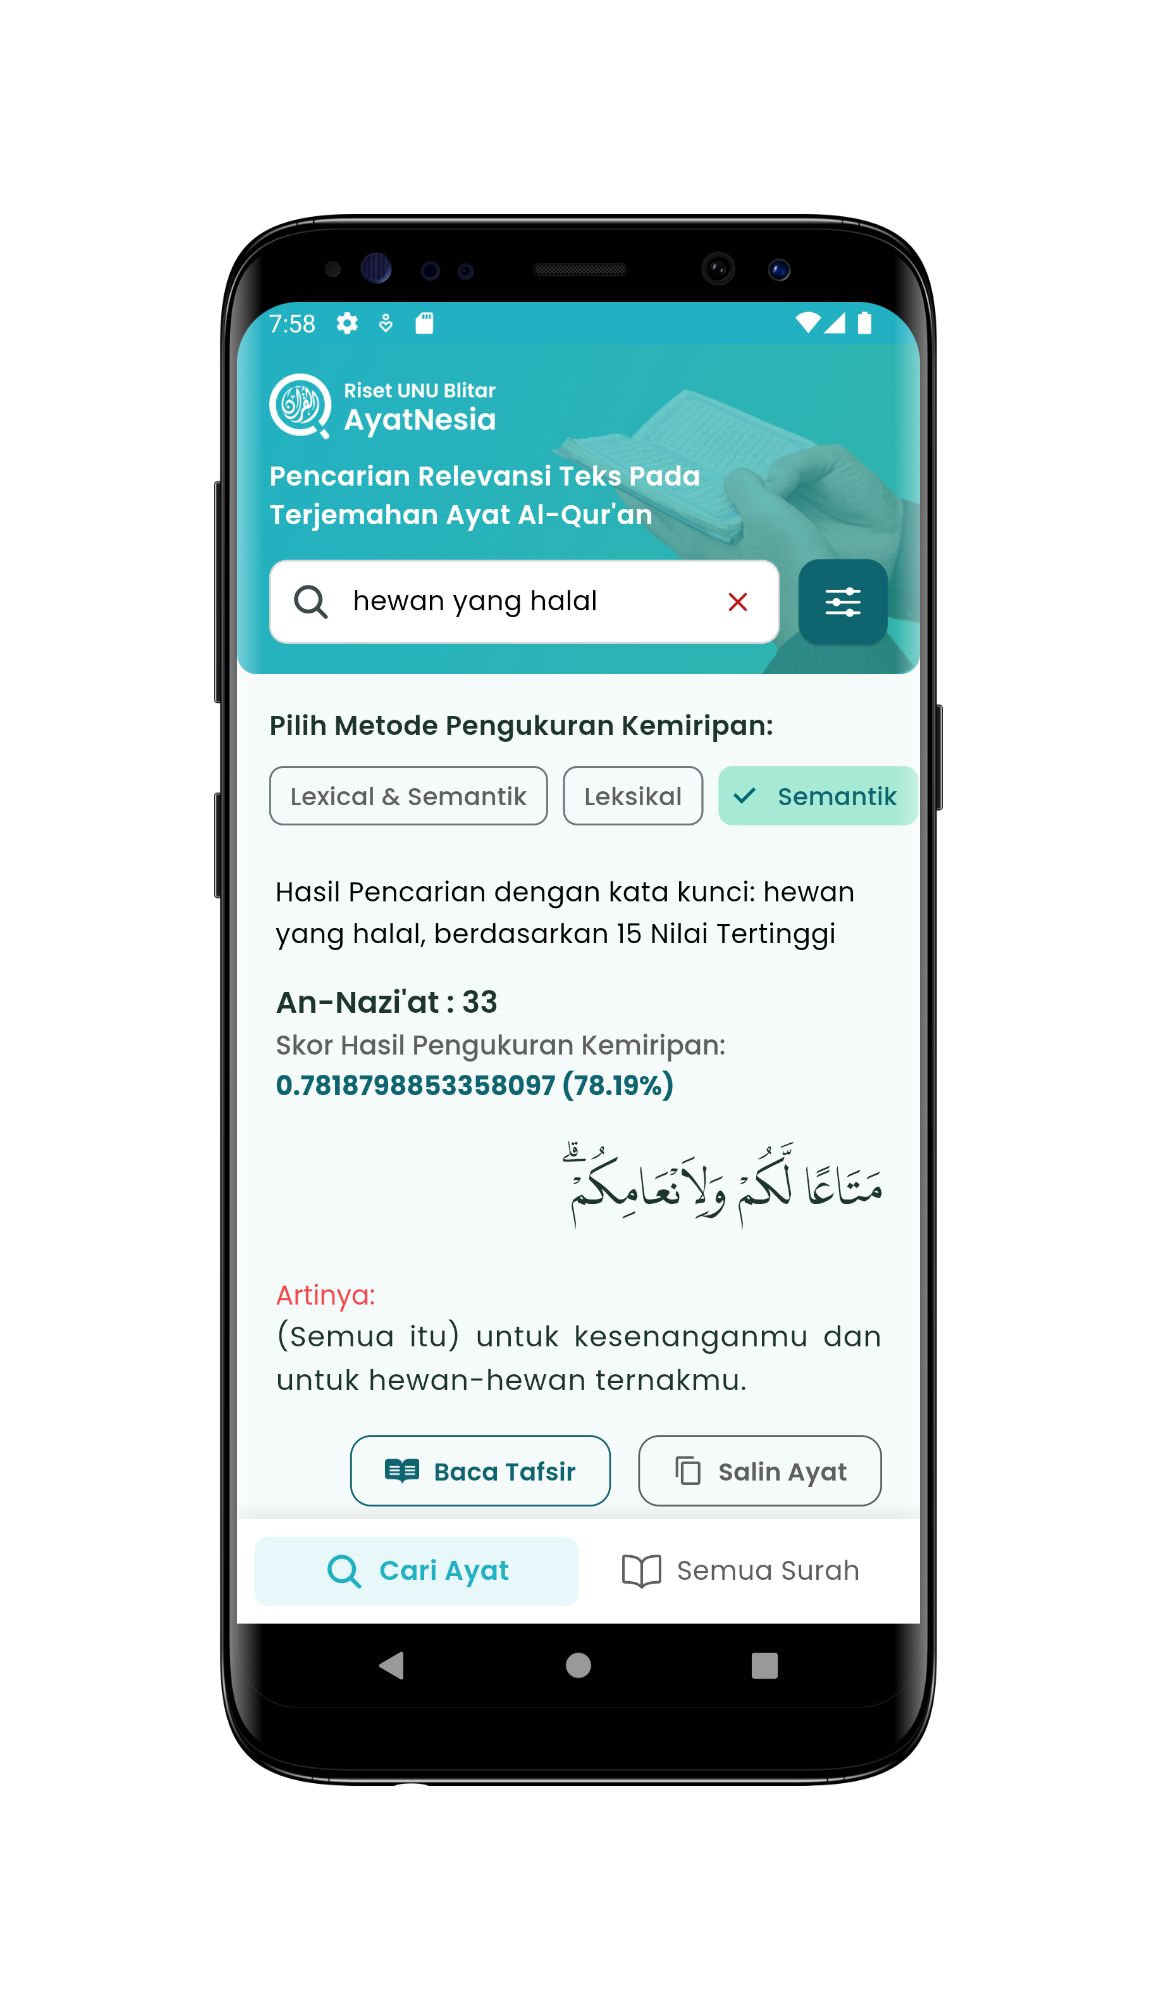 7:58
Riset UNU Blitar
AyatNesia
Pencarian Relevansi Teks Pada
Terjemahan Ayat Al-Qur'an
hewan yang halal
Pilih Metode Pengukuran Kemiripan:
Lexical & Semantik
Leksikal
Semantik
Hasil Pencarian dengan kata kunci: hewan
yang halal, berdasarkan 15 Nilai Tertinggi
An-Nazi'at : 33
Skor Hasil Pengukuran Kemiripan:
0.7818798853358097 (78.19%)
مَتَاعًا لَّكُمْ وَلِاَنْعَامِكُمْۗ
Artinya:
(Semua itu) untuk kesenanganmu dan
untuk hewan-hewan ternakmu.
Baca Tafsir
Salin Ayat
Cari Ayat
Semua Surah